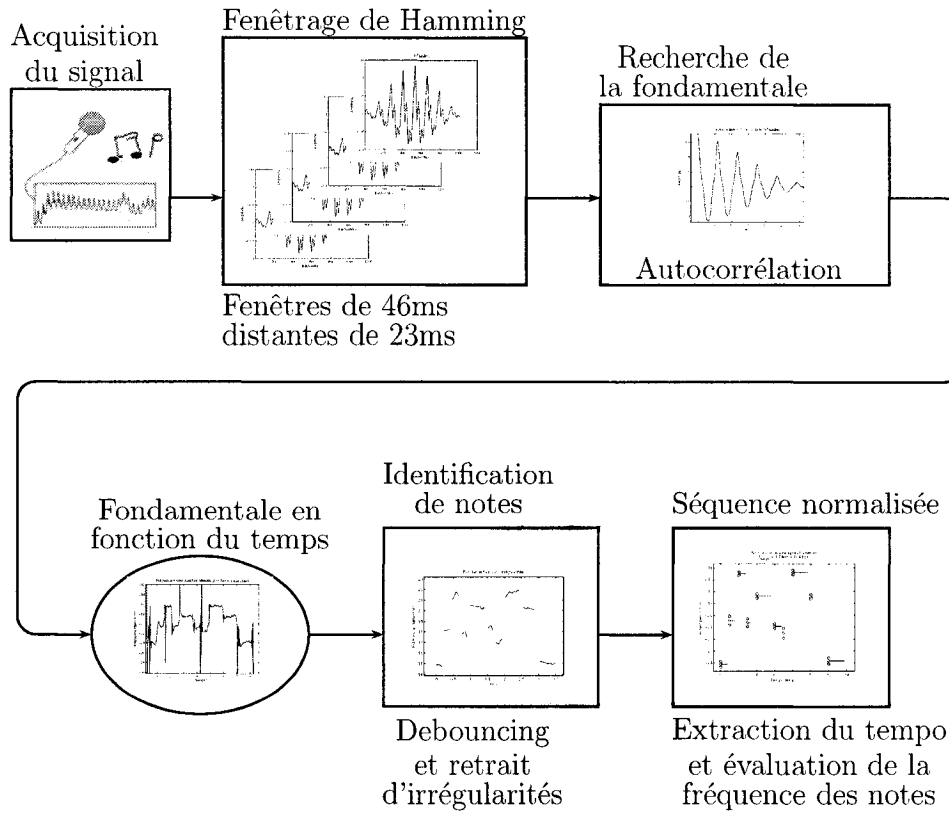 Acquisition
du signal
Fenêtrage de Hamming
Fenêtres de 46ms
distantes de 23ms
Recherche de
la fondamentale
Autocorrélation
Fondamentale en
fonction du temps
Identification
de notes
Debouncing
et retrait
d'irrégularités
Séquence normalisée
Extraction du tempo
et évaluation de la
fréquence des notes